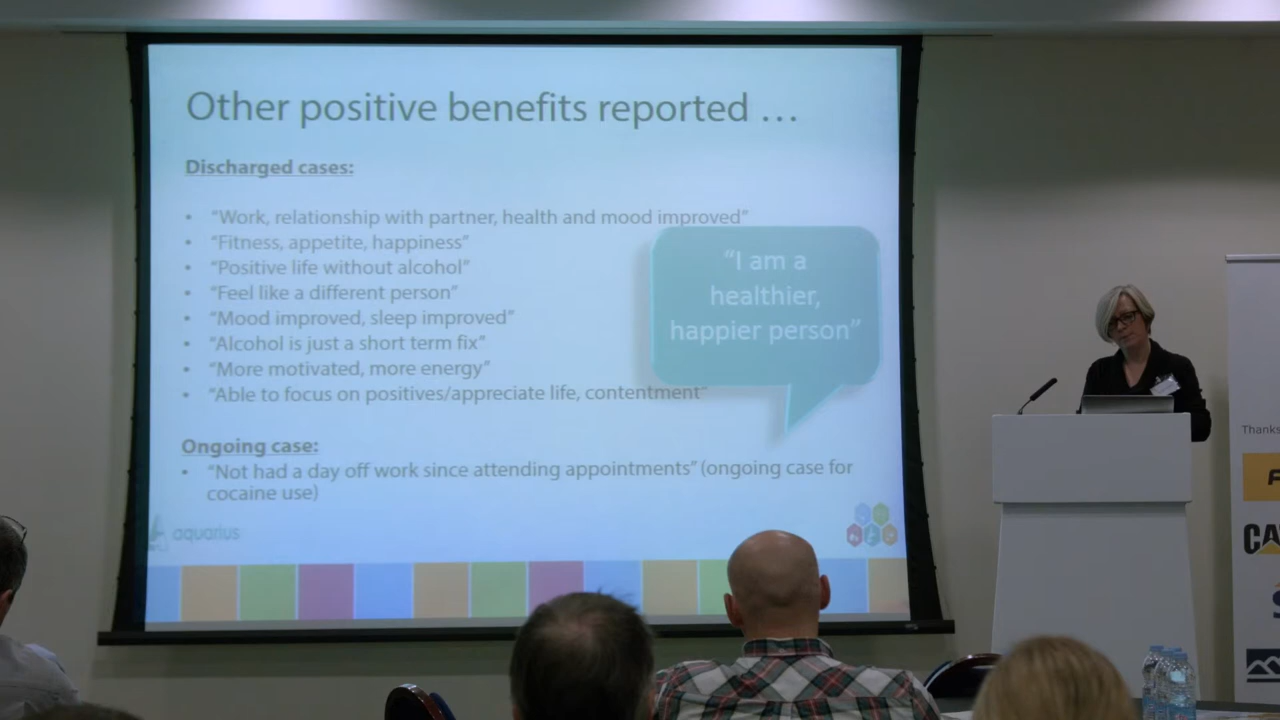 Other positive benefits reported …
Discharged cases:
• “Work, relationship with partner, health and mood improved”
• “Fitness, appetite, happiness”
• “Positive life without alcohol”
• “Feel like a different person”
• “Mood improved, sleep improved”
• “Alcohol is just a short term fix”
• “More motivated, more energy”
• “Able to focus on positives/appreciate life, contentment”
“I am a
healthier,
happier person”
Ongoing case:
• “Not had a day off work since attending appointments” (ongoing case for
cocaine use)
aquarius
Thanks
CA